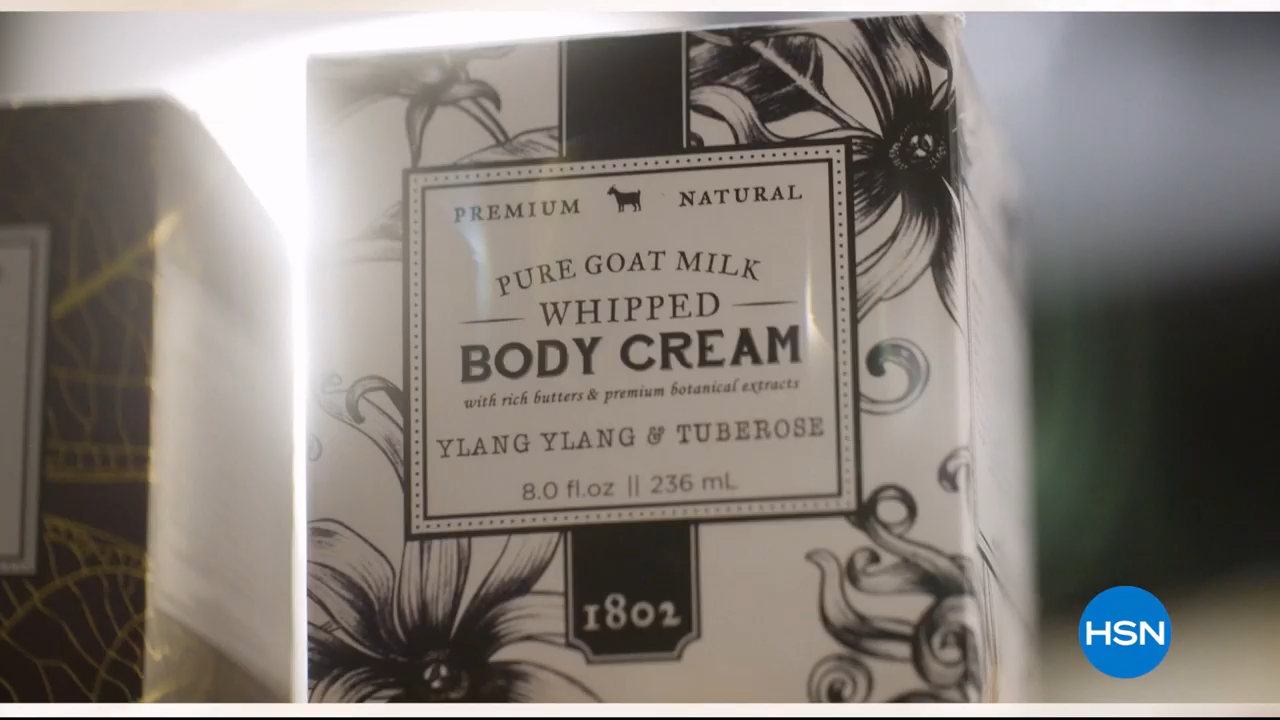 PREMIUM NATURAL
PURE GOAT MILK
WHIPPED
BODY CREAM
with rich butters & premium botanical extracts
YLANG YLANG & TUBEROSE
8.0 fl.oz || 236 mL
1802
HSN